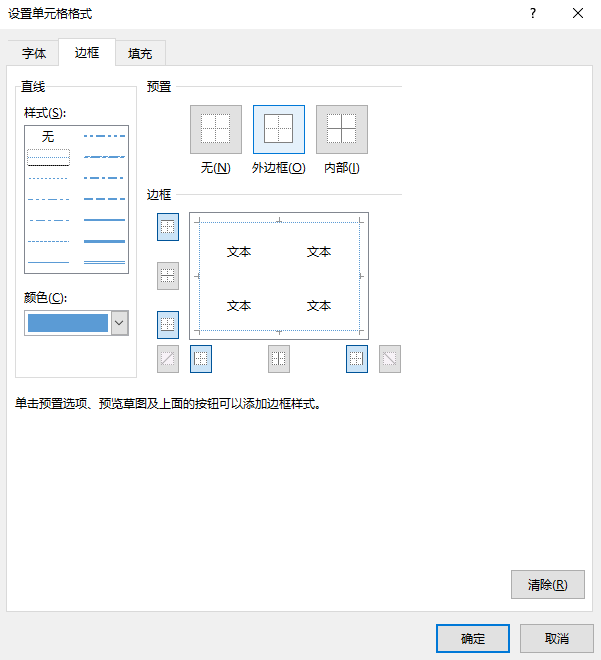 设置单元格格式
?
字体 边框 填充
直线
样式(S):
无
颜色(C):
预置
无(N) 外边框(O) 内部(I)
边框
文本 文本
文本 文本
单击预置选项、预览草图及上面的按钮可以添加边框样式。
清除(R)
确定 取消